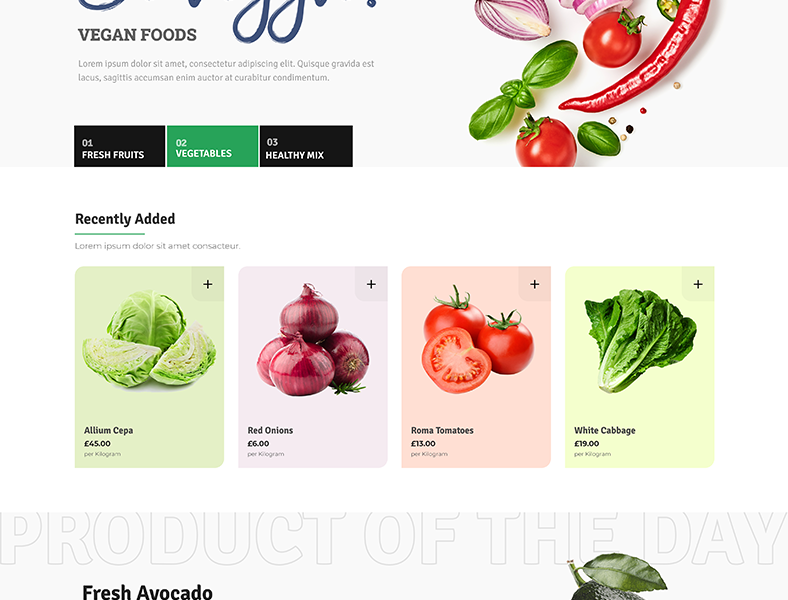 VEGAN FOODS
Lorem ipsum dolor sit amet, consectetur adipiscing elit. Quisque gravida est
lacus, sagittis accumsan enim auctor at curabitur condimentum.
01
FRESH FRUITS
02
VEGETABLES
03
HEALTHY MIX
Recently Added
Lorem ipsum dolor sit amet consacteur.
+
+
+
+
Allium Cepa
£45.00
per Kilogram
Red Onions
£6.00
per Kilogram
Roma Tomatoes
£13.00
per Kilogram
White Cabbage
£19.00
per Kilogram
PRODUCT OF THE DAY
Fresh Avocado